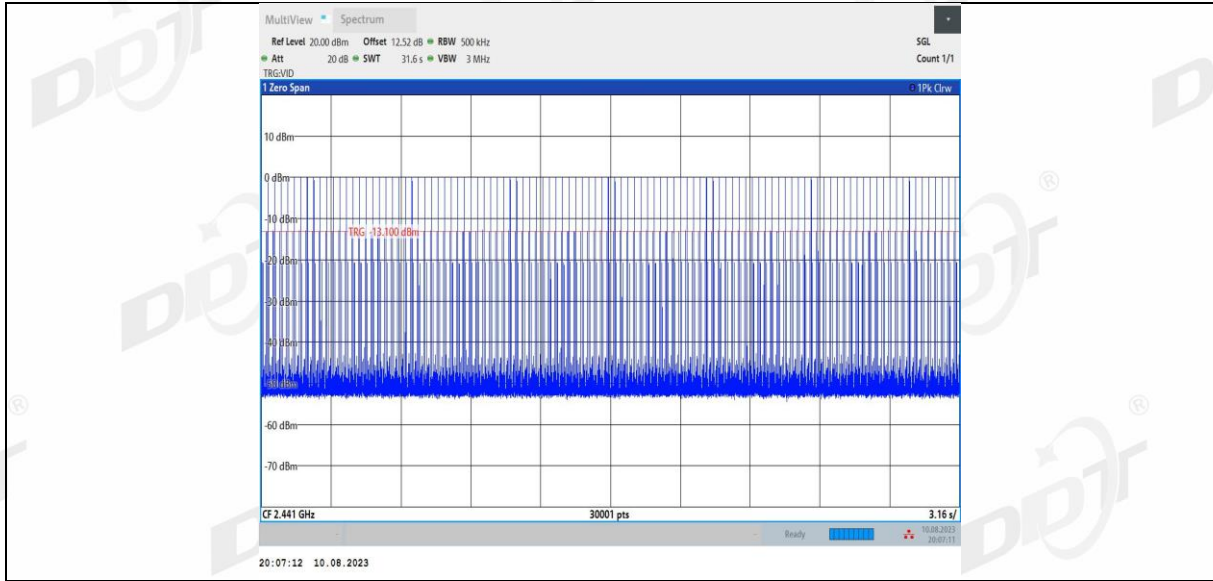 MultiView Spectrum
Ref Level 20.00 dBm Offset 12.52 dB RBW 500 kHz SGL
Att 20 dB SWT 31.6 s VBW 3 MHz Count 1/1
TRG:VID
1 Zero Span 1Pk Clrw
10 dBm
0 dBm
-10 dBm
TRG -13.100 dBm
-20 dBm
-30 dBm
-40 dBm
-50 dBm
-60 dBm
-70 dBm
CF 2.441 GHz 30001 pts 3.16 s/
Ready 10.08.2023
20:07:11
20:07:12 10.08.2023
DDT
®
DDT
DDT
®
®
DDT